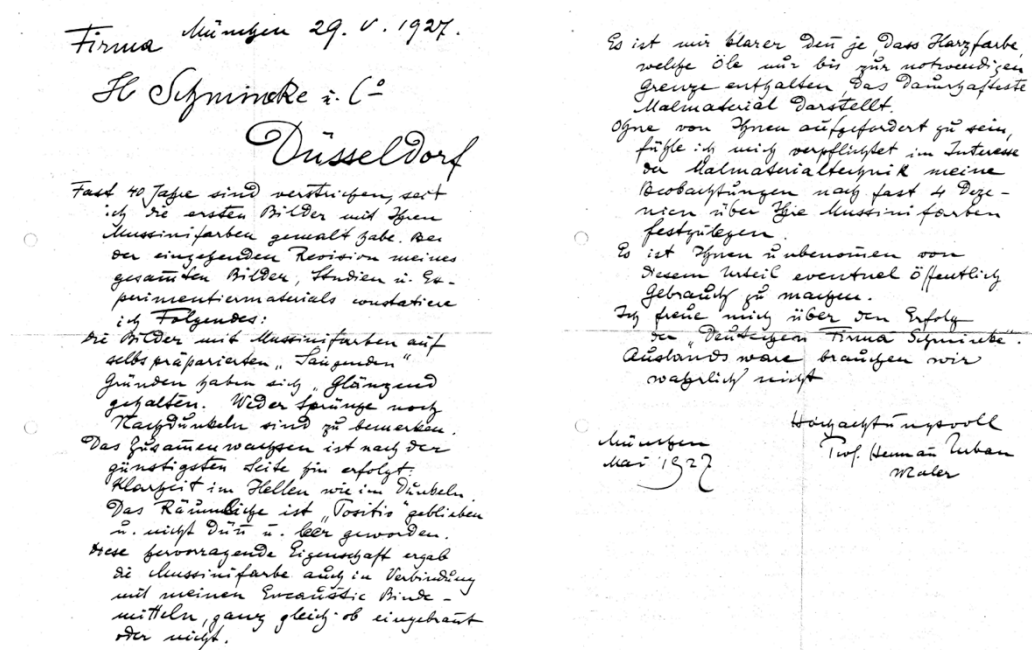 München 29. V. 1927.
Firma
H Schmincke u. Co
Düsseldorf
Fast 40 Jahre sind verstrichen, seit
ich die ersten Bilder mit Ihren
Mussinifarben gemalt habe. Bei
der eingehenden Revision meines
gesamten Bilder, Studien u. Ex-
perimentiermaterials constatiere
ich Folgendes:
Die Bilder mit Mussinifarben auf
selbs präparierten „Saugenden"
Gründen haben sich „Glänzend
gehalten. Weder Sprünge noch
Nachdunkeln sind zu bemerken.
Das Zusamenwachsen ist nach der
günstigsten Seite hin erfolgt:
Klarheit im Hellen wie im Dunkeln.
Das Räumliche ist „Positiv" geblieben
u. nicht Dünn u. leer geworden.
Diese hervorragende Eigenschaft ergab
die Mussinifarbe auch in Verbindung
mit meinen Encaustic Binde-
mitteln, ganz gleich ob eingebrannt
oder nicht.
Es ist mir klarer denn je, dass Harzfarbe,
welche Öle nur bis zur notwendigen
Grenze enthalten, das Dauerhafteste
Malmaterial Darstellt.
Ohne von Ihnen aufgefordert zu sein,
fühle ich mich verpflichtet im Interesse
der Malmaterialtechnik meine
Beobachtungen nach fast 4 Deze-
nien über Ihre Mussinifarben
festzulegen.
Es ist Ihnen unbenomen von
diesem Urteil eventuel öffentlich
Gebrauch zu machen.
Ich freue mich über den Erfolg
der „Deutschen Firma Schmincke".
Auslandsware brauchen wir
wahrlich nicht
Hochachtungsvoll
Prof. Herman Urban
Maler
München
Mai 1927